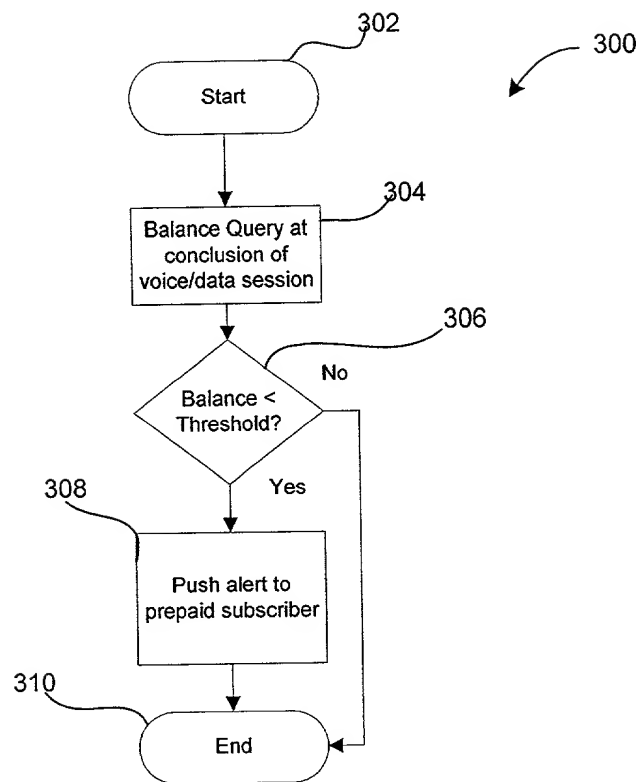 302
300
Start
304
Balance Query at
conclusion of
voice/data session
306
No
Balance <
Threshold?
Yes
308
Push alert to
prepaid subscriber
310
End